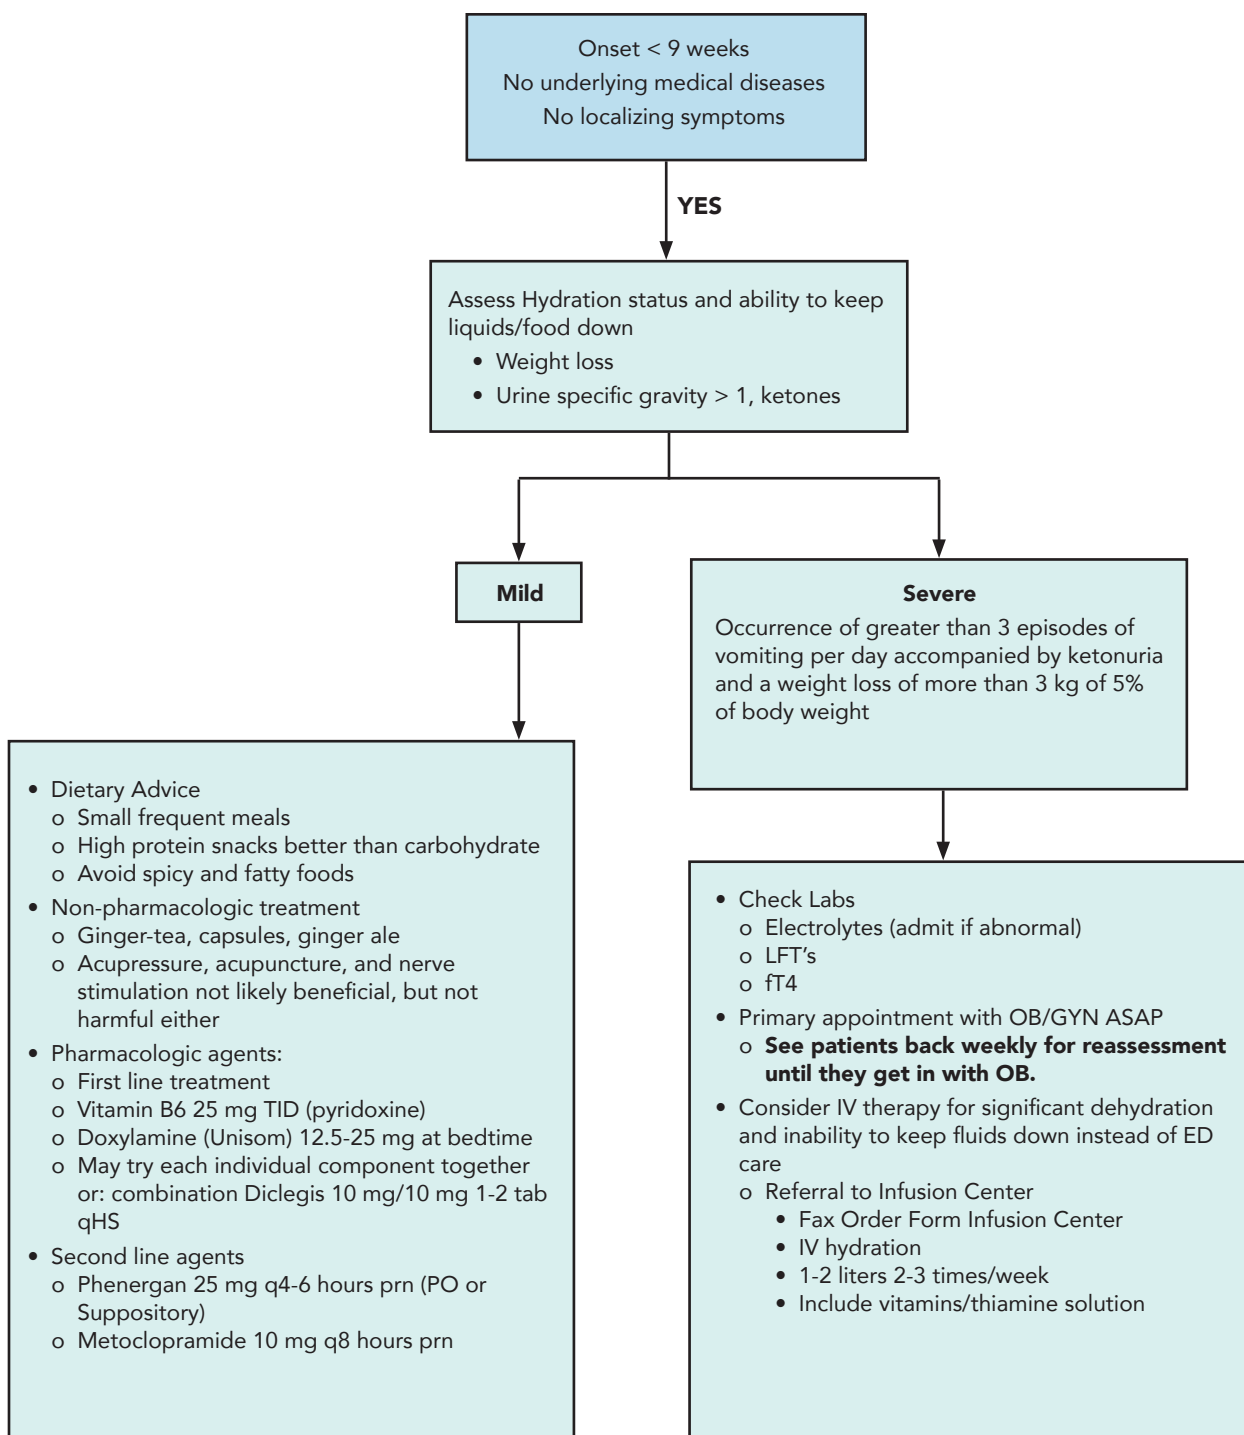 Onset < 9 weeks
No underlying medical diseases
No localizing symptoms
YES
Assess Hydration status and ability to keep
liquids/food down
• Weight loss
• Urine specific gravity > 1, ketones
Mild
Severe
Occurrence of greater than 3 episodes of
vomiting per day accompanied by ketonuria
and a weight loss of more than 3 kg of 5%
of body weight
• Dietary Advice
o Small frequent meals
o High protein snacks better than carbohydrate
o Avoid spicy and fatty foods
• Non-pharmacologic treatment
o Ginger-tea, capsules, ginger ale
o Acupressure, acupuncture, and nerve
stimulation not likely beneficial, but not
harmful either
• Pharmacologic agents:
o First line treatment
o Vitamin B6 25 mg TID (pyridoxine)
o Doxylamine (Unisom) 12.5-25 mg at bedtime
o May try each individual component together
or: combination Diclegis 10 mg/10 mg 1-2 tab
qHS
• Second line agents
o Phenergan 25 mg q4-6 hours prn (PO or
Suppository)
o Metoclopramide 10 mg q8 hours prn
• Check Labs
o Electrolytes (admit if abnormal)
o LFT's
o fT4
• Primary appointment with OB/GYN ASAP
o See patients back weekly for reassessment
until they get in with OB.
• Consider IV therapy for significant dehydration
and inability to keep fluids down instead of ED
care
o Referral to Infusion Center
• Fax Order Form Infusion Center
• IV hydration
• 1-2 liters 2-3 times/week
• Include vitamins/thiamine solution